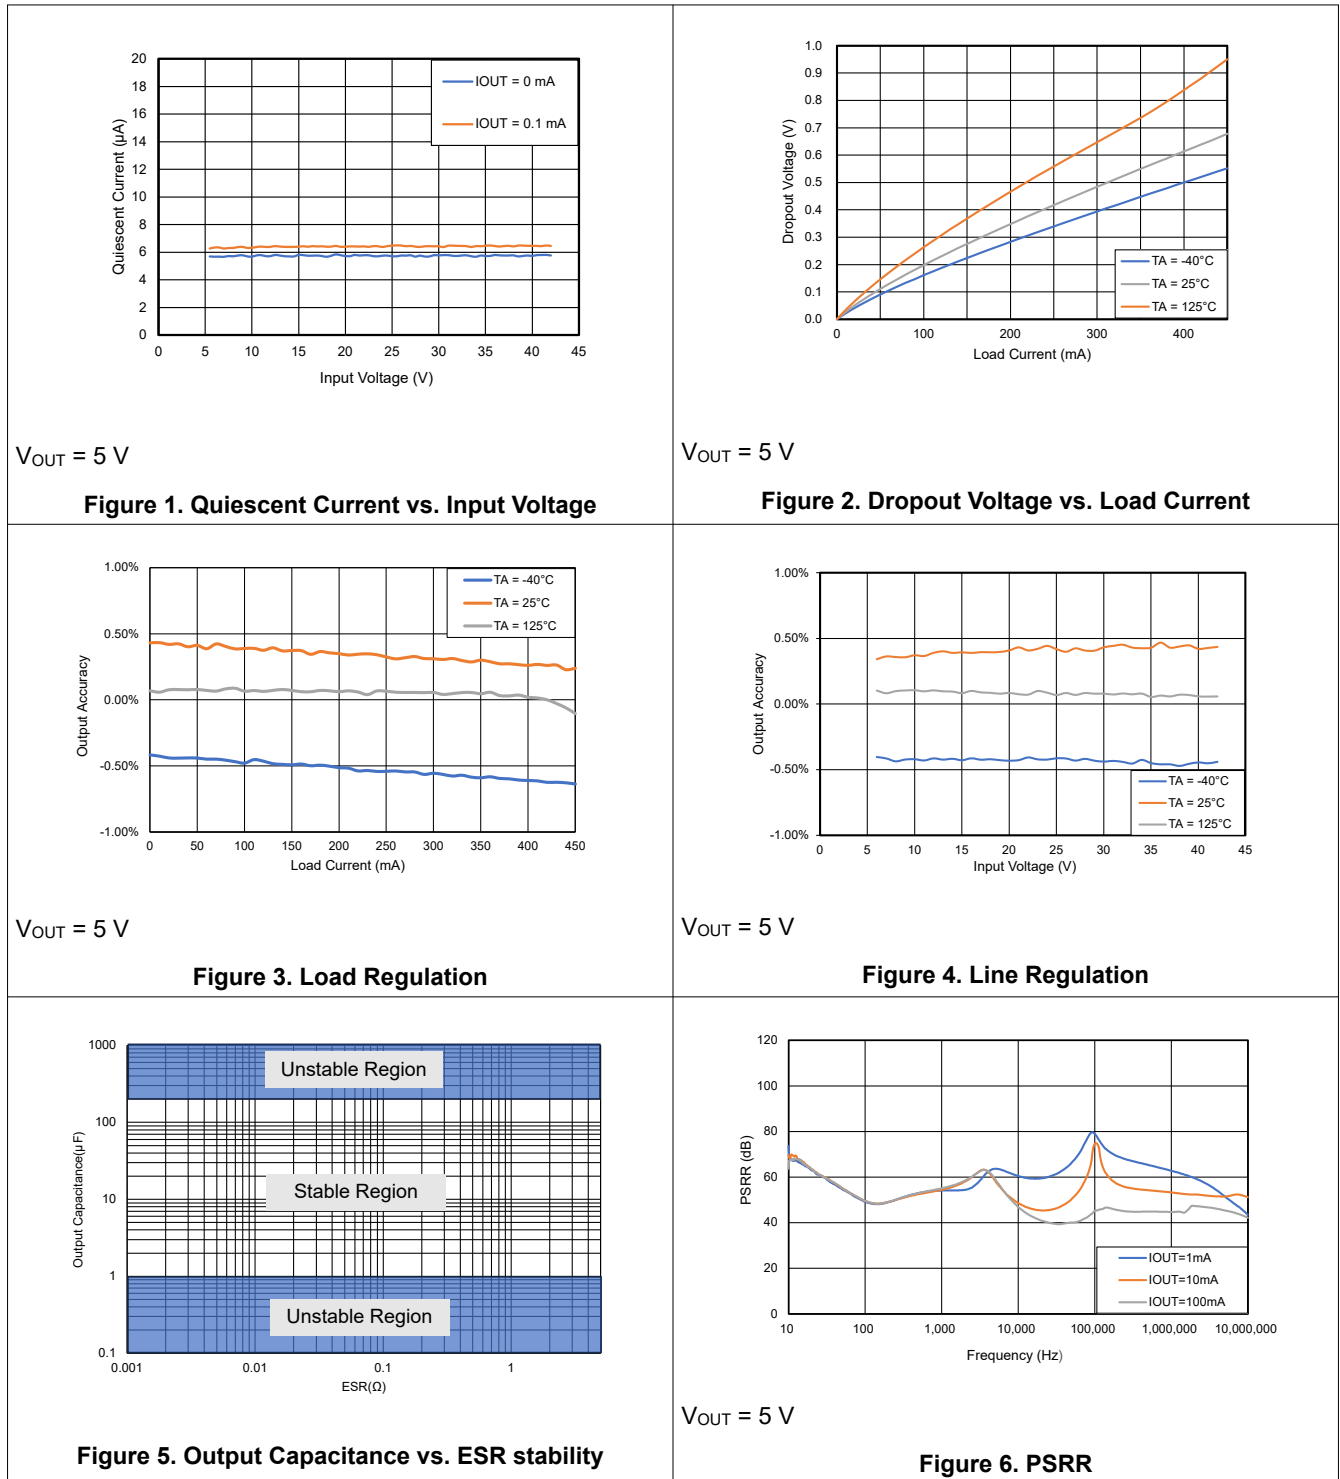 20
18
16
14
12
10
8
6
4
2
0
0 5 10 15 20 25 30 35 40 45
Quiescent Current (µA)
Input Voltage (V)
IOUT = 0 mA
IOUT = 0.1 mA
VOUT = 5 V
Figure 1. Quiescent Current vs. Input Voltage
1.0
0.9
0.8
0.7
0.6
0.5
0.4
0.3
0.2
0.1
0.0
0 100 200 300 400
Dropout Voltage (V)
Load Current (mA)
TA = -40°C
TA = 25°C
TA = 125°C
VOUT = 5 V
Figure 2. Dropout Voltage vs. Load Current
1.00%
0.50%
0.00%
-0.50%
-1.00%
0 50 100 150 200 250 300 350 400 450
Output Accuracy
Load Current (mA)
TA = -40°C
TA = 25°C
TA = 125°C
VOUT = 5 V
Figure 3. Load Regulation
1.00%
0.50%
0.00%
-0.50%
-1.00%
0 5 10 15 20 25 30 35 40 45
Output Accuracy
Input Voltage (V)
TA = -40°C
TA = 25°C
TA = 125°C
VOUT = 5 V
Figure 4. Line Regulation
1000
100
10
1
0.1
0.001 0.01 0.1 1
Output Capacitance(µF)
ESR(Ω)
Unstable Region
Stable Region
Unstable Region
Figure 5. Output Capacitance vs. ESR stability
120
100
80
60
40
20
0
10 100 1,000 10,000 100,000 1,000,000 10,000,000
PSRR (dB)
Frequency (Hz)
IOUT=1mA
IOUT=10mA
IOUT=100mA
VOUT = 5 V
Figure 6. PSRR